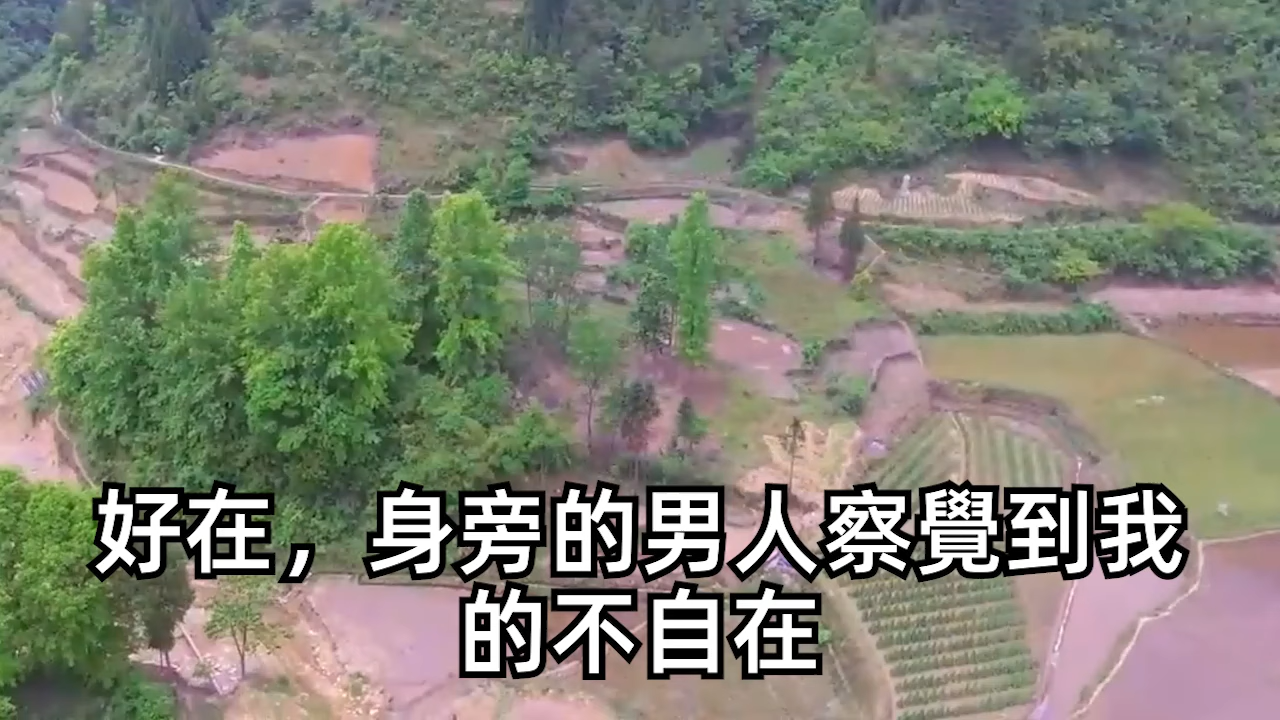 好在，身旁的男人察覺到我
的不自在